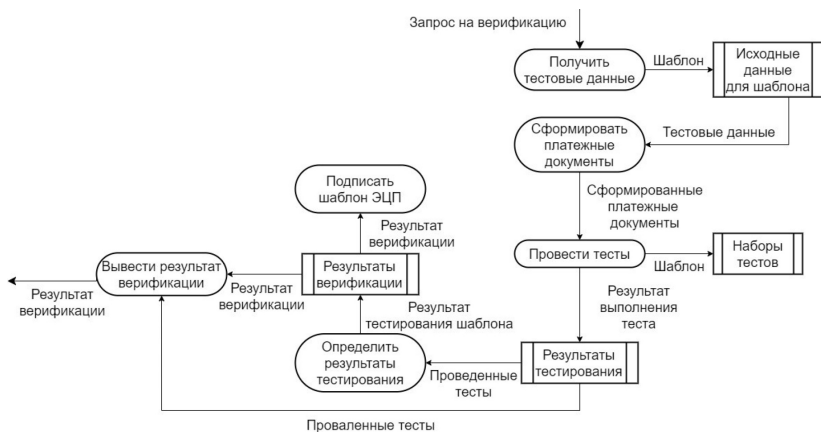 Запрос на верификацию
Получить
тестовые данные
Шаблон
Исходные
данные
для шаблона
Сформировать
платежные
документы
Тестовые данные
Подписать
шаблон ЭЦП
Сформированные
платежные
документы
Результат
верификации
Провести тесты
Шаблон
Наборы
тестов
Вывести результат
верификации
Результат
верификации
Результаты
верификации
Результат
верификации
Результат
выполнения
теста
Результат
тестирования шаблона
Определить
результаты
тестирования
Проведенные
тесты
Результаты
тестирования
Проваленные тесты